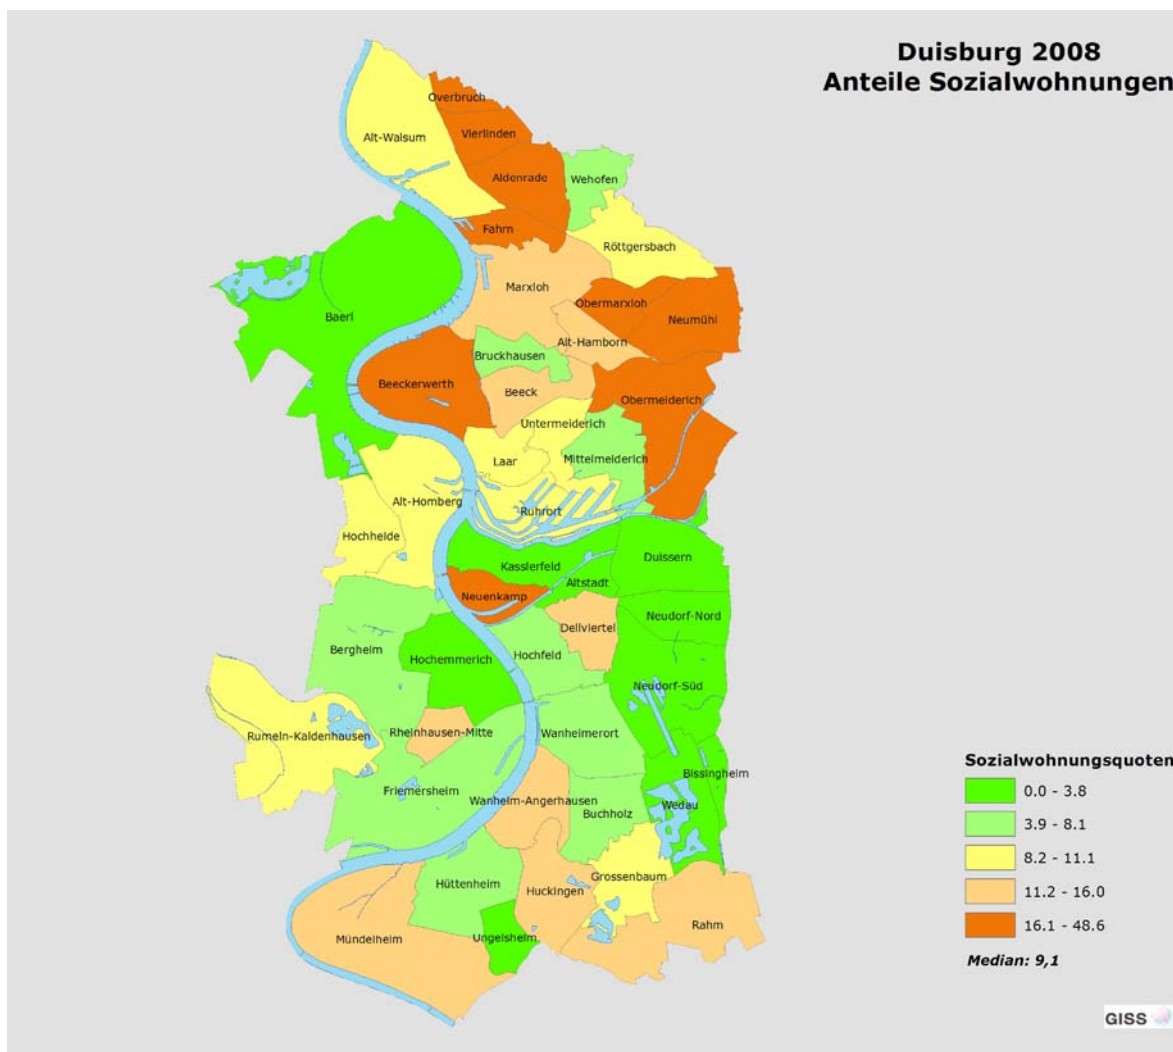 Duisburg 2008
Anteile Sozialwohnungen
Overbruch
Vierlinden
Alt-Walsum
Aldenrade
Wehofen
Fahrn
Röttgersbach
Marxloh
Obermarxloh
Neumühl
Baerl
Alt-Hamborn
Bruckhausen
Beeckerwerth
Beeck
Obermeiderich
Untermeiderich
Laar
Mittelmeiderich
Alt-Homberg
Ruhrort
Hochheide
Kasslerfeld
Duissern
Altstadt
Neuenkamp
Neudorf-Nord
Dellviertel
Bergheim
Hochemmerich
Hochfeld
Neudorf-Süd
Rumeln-Kaldenhausen
Rheinhausen-Mitte
Wanheimerort
Bissingheim
Friemersheim
Wanheim-Angerhausen
Wedau
Buchholz
Grossenbaum
Hüttenheim
Huckingen
Rahm
Mündelheim
Ungelsheim
Sozialwohnungsquoten
0.0 - 3.8
3.9 - 8.1
8.2 - 11.1
11.2 - 16.0
16.1 - 48.6
Median: 9,1
GISS